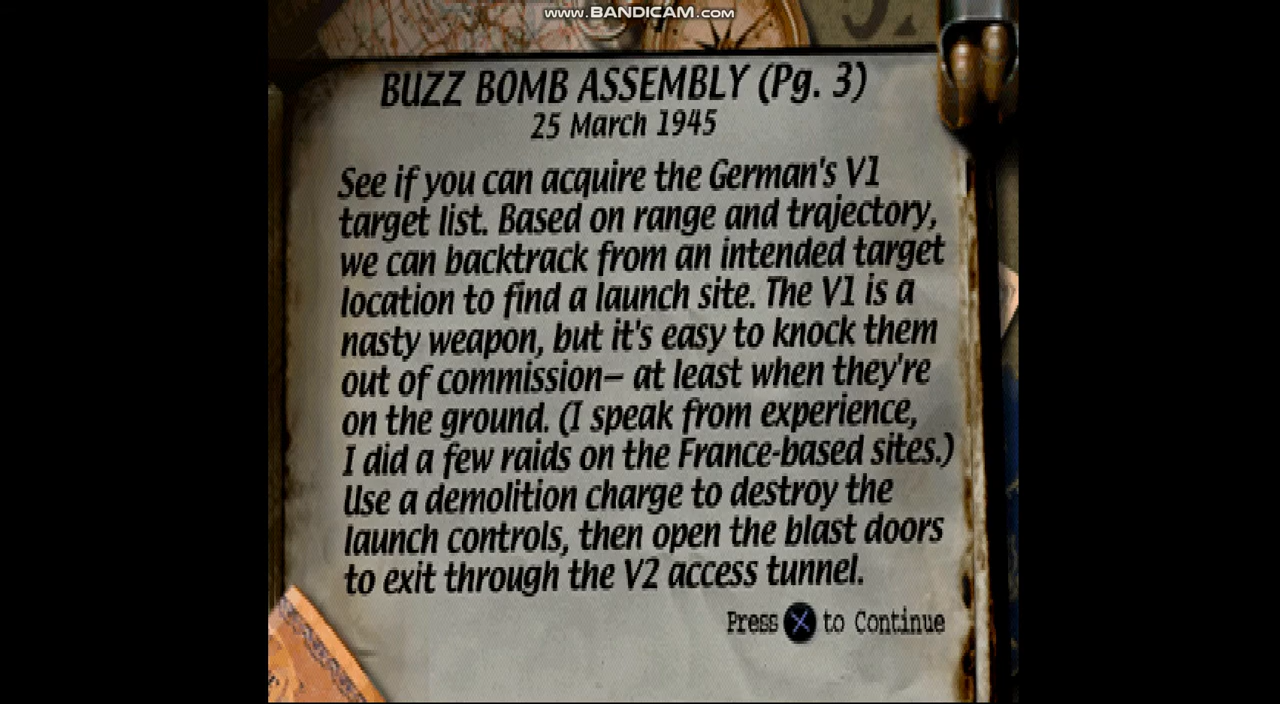 www.BANDICAM.com
BUZZ BOMB ASSEMBLY (Pg. 3)
25 March 1945
See if you can acquire the German's V1
target list. Based on range and trajectory,
we can backtrack from an intended target
location to find a launch site. The V1 is a
nasty weapon, but it's easy to knock them
out of commission— at least when they're
on the ground. (I speak from experience,
I did a few raids on the France-based sites.)
Use a demolition charge to destroy the
launch controls, then open the blast doors
to exit through the V2 access tunnel.
Press X to Continue